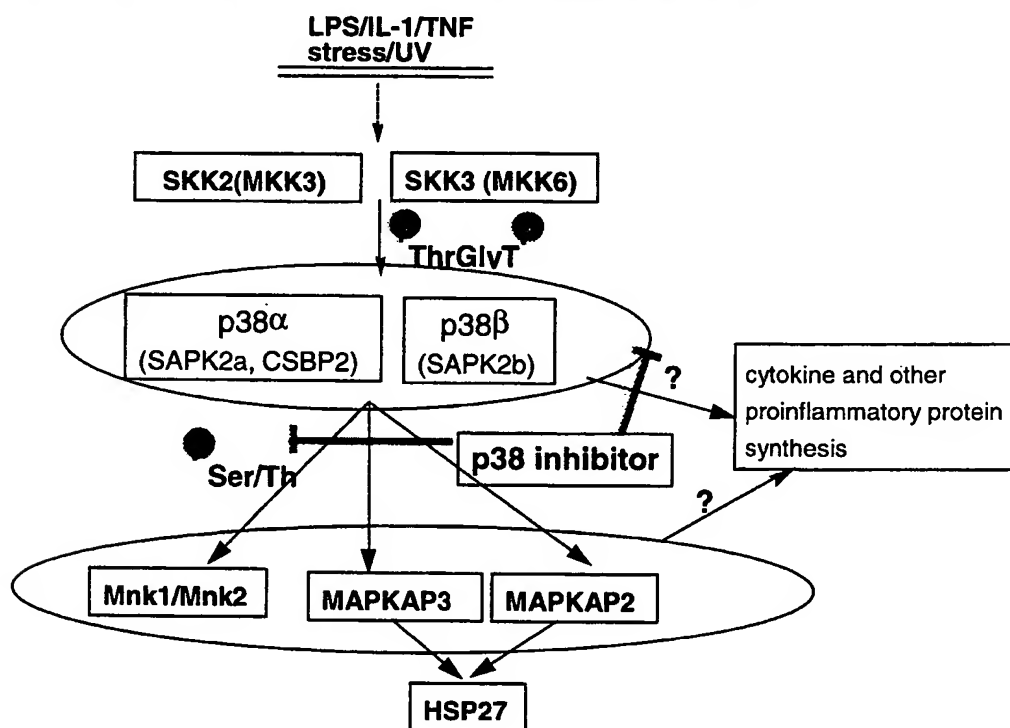 LPS/IL-1/TNF
stress/UV
SKK2(MKK3)
SKK3 (MKK6)
ThrGlyT
p38α
(SAPK2a, CSBP2)
p38β
(SAPK2b)
?
cytokine and other
proinflammatory protein
synthesis
p38 inhibitor
Ser/Th
?
Mnk1/Mnk2
MAPKAP3
MAPKAP2
HSP27